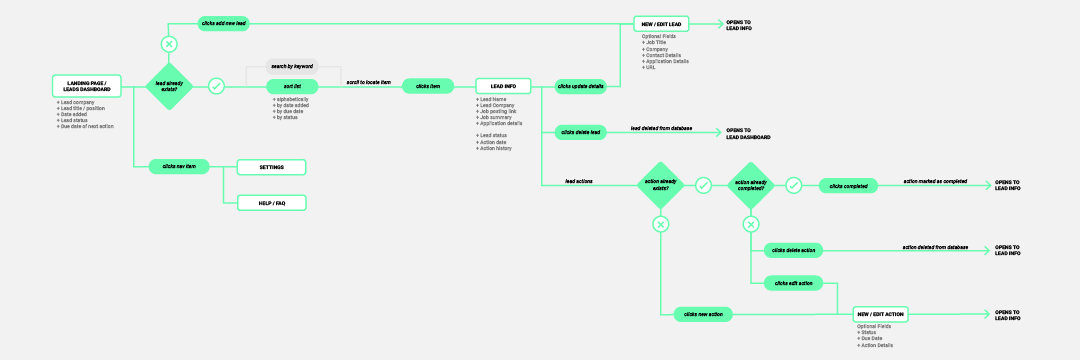 clicks add new lead
NEW / EDIT LEAD
OPENS TO
LEAD INFO
Optional Fields
+ Job Title
+ Company
+ Contact Details
+ Application Details
+ URL
LANDING PAGE /
LEADS DASHBOARD
+ Lead company
+ Lead title / position
+ Date added
+ Lead status
+ Due date of next action
lead already
exists?
search by keyword
sort list
+ alphabetically
+ by date added
+ by due date
+ by status
scroll to locate item
clicks item
LEAD INFO
+ Lead Name
+ Lead Company
+ Job posting link
+ Job summary
+ Application details
+ Lead status
+ Action date
+ Action history
clicks update details
clicks delete lead
lead deleted from database
OPENS TO
LEAD DASHBOARD
clicks nav item
SETTINGS
HELP / FAQ
lead actions
action already
exists?
action already
completed?
clicks completed
action marked as completed
OPENS TO
LEAD INFO
clicks delete action
action deleted from database
OPENS TO
LEAD INFO
clicks edit action
clicks new action
NEW / EDIT ACTION
OPENS TO
LEAD INFO
Optional Fields
+ Status
+ Due Date
+ Action Details